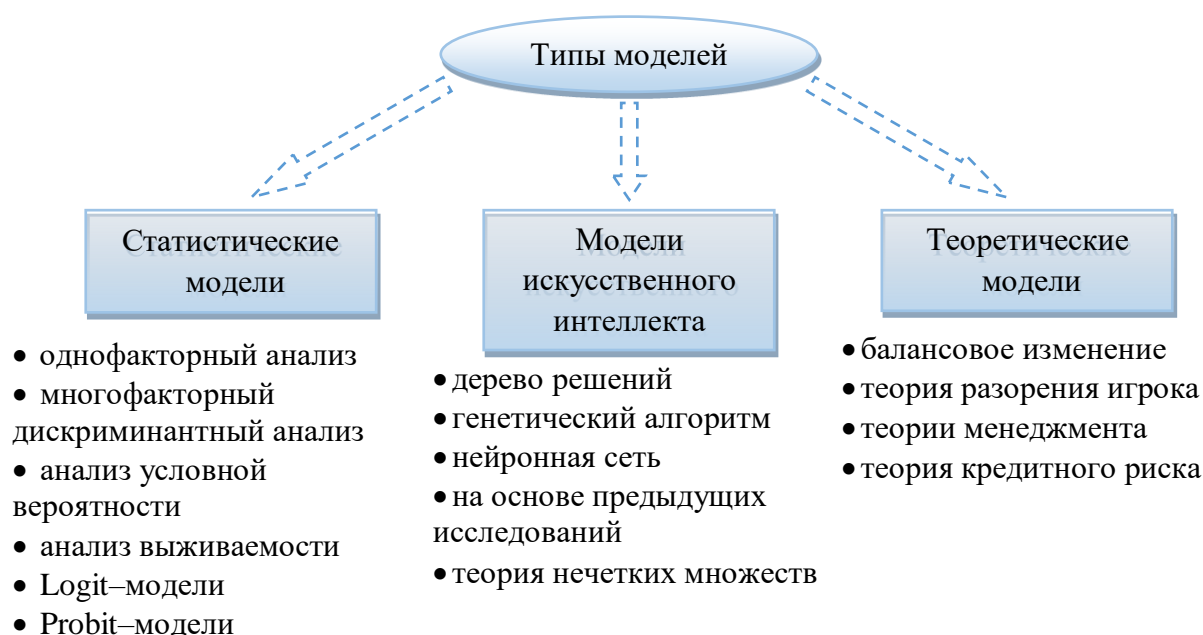 Типы моделей
Статистические
модели
• однофакторный анализ
• многофакторный
дискриминантный анализ
• анализ условной
вероятности
• анализ выживаемости
• Logit–модели
• Probit–модели
Модели
искусственного
интеллекта
• дерево решений
• генетический алгоритм
• нейронная сеть
• на основе предыдущих
исследований
• теория нечетких множеств
Теоретические
модели
• балансовое изменение
• теория разорения игрока
• теории менеджмента
• теория кредитного риска